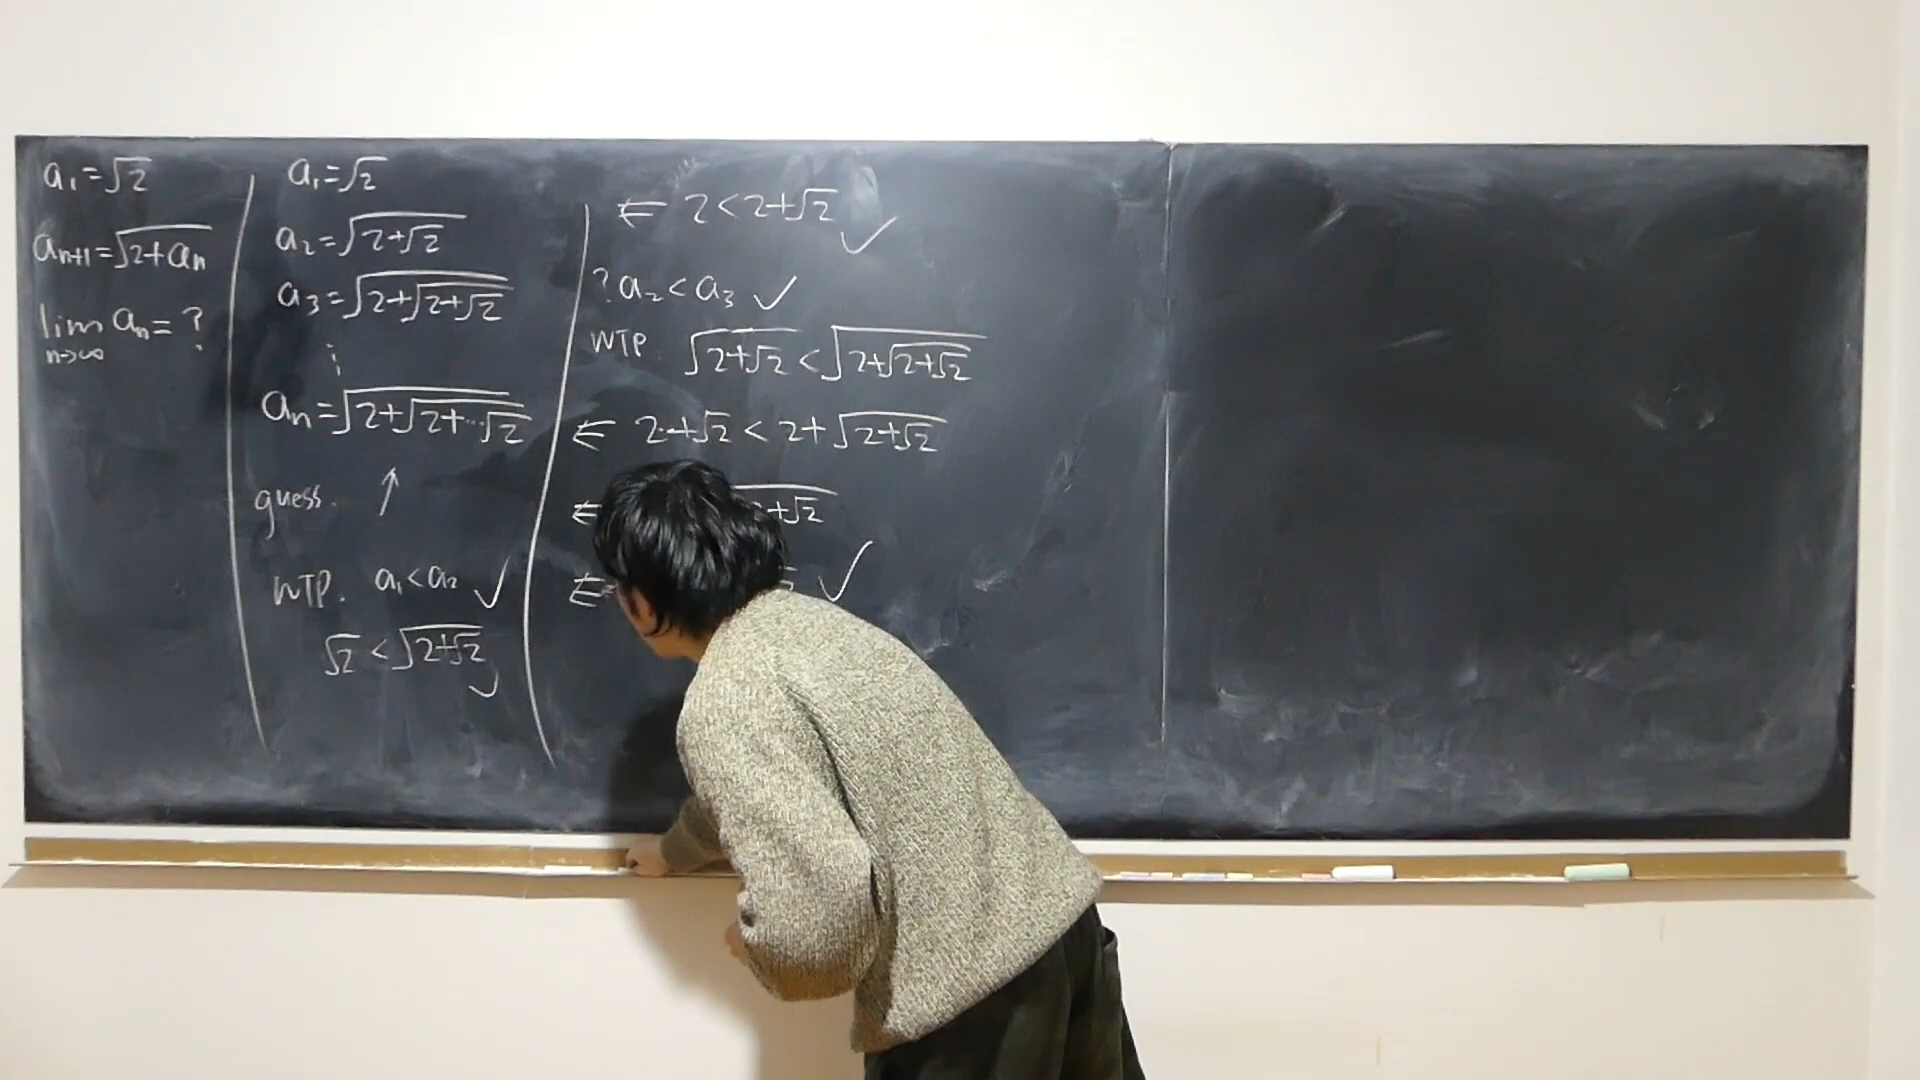 a₁=√2
aₙ₊₁=√(2+aₙ)
lim aₙ=?
n→∞
a₁=√2
a₂=√(2+√2)
a₃=√(2+√(2+√2))
⋮
aₙ=√(2+√(2+⋯√2))
guess. ↑
WTP. a₁<a₂ ✓
√2<√(2+√2)
✓
⇐ 2<2+√2 ✓
? a₂<a₃ ✓
WTP. √(2+√2)<√(2+√(2+√2))
⇐ 2+√2<2+√(2+√2)
⇐ +√2
⇐ ✓